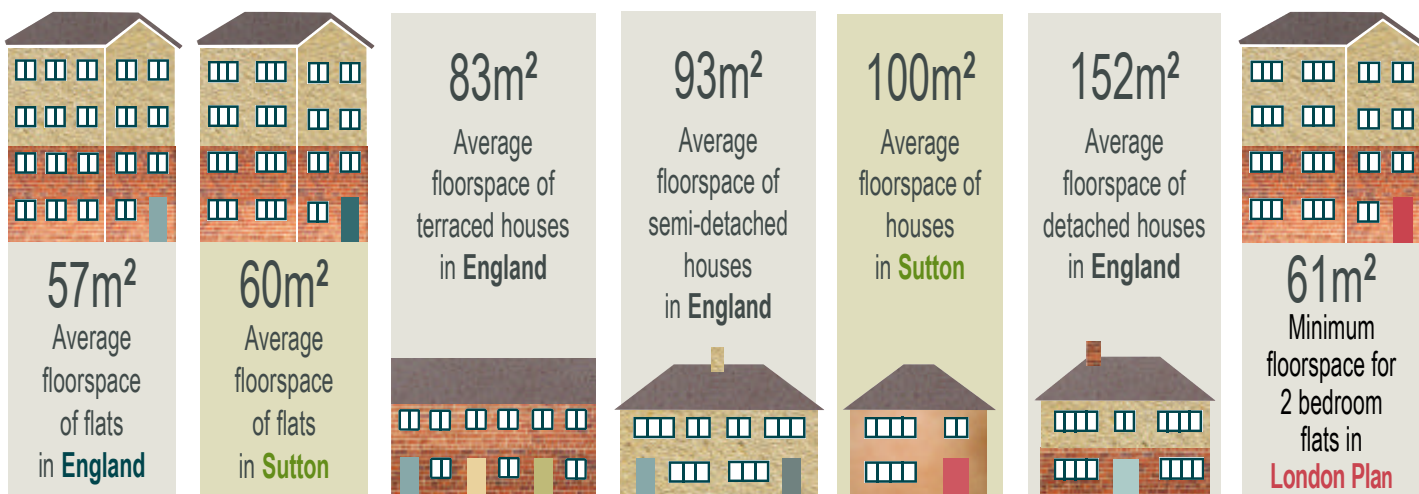 57m²
Average
floorspace
of flats
in England
60m²
Average
floorspace
of flats
in Sutton
83m²
Average
floorspace of
terraced houses
in England
93m²
Average
floorspace of
semi-detached
houses
in England
100m²
Average
floorspace of
houses
in Sutton
152m²
Average
floorspace of
detached houses
in England
61m²
Minimum
floorspace for
2 bedroom
flats in
London Plan